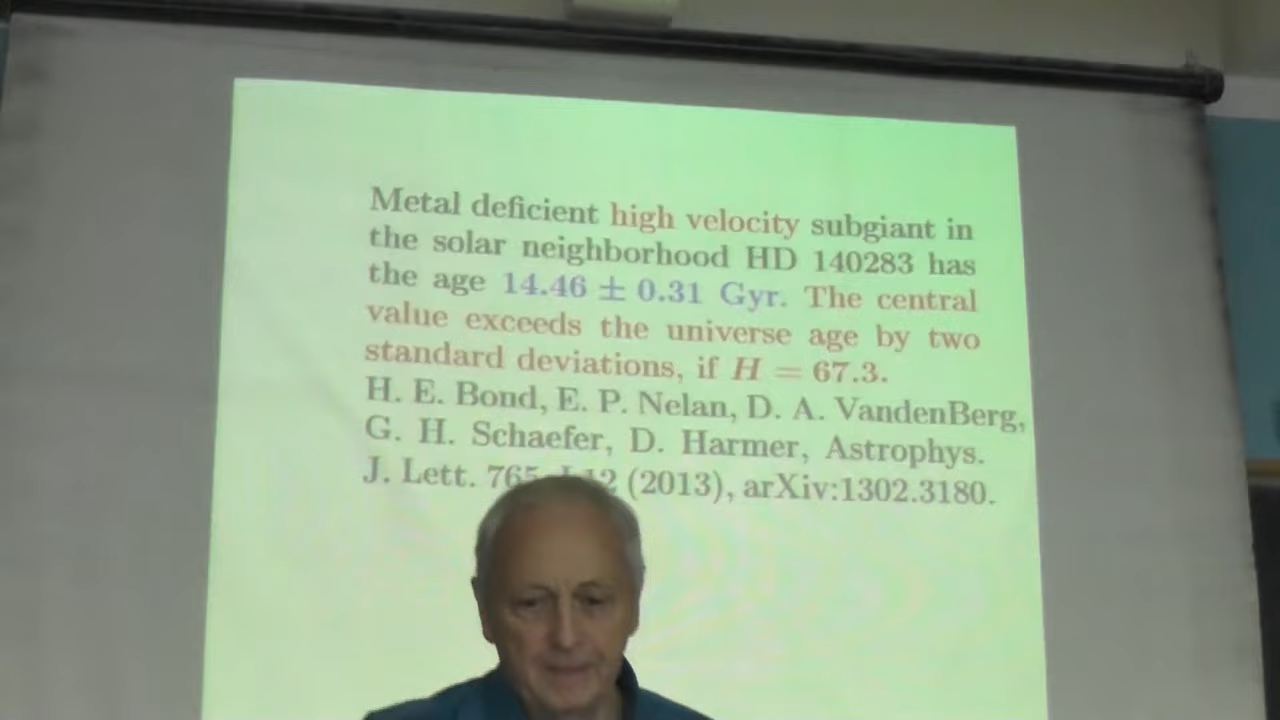 Metal deficient high velocity subgiant in
the solar neighborhood HD 140283 has
the age 14.46 ± 0.31 Gyr. The central
value exceeds the universe age by two
standard deviations, if H = 67.3.
H. E. Bond, E. P. Nelan, D. A. VandenBerg,
G. H. Schaefer, D. Harmer, Astrophys.
J. Lett. (2013), arXiv:1302.3180.